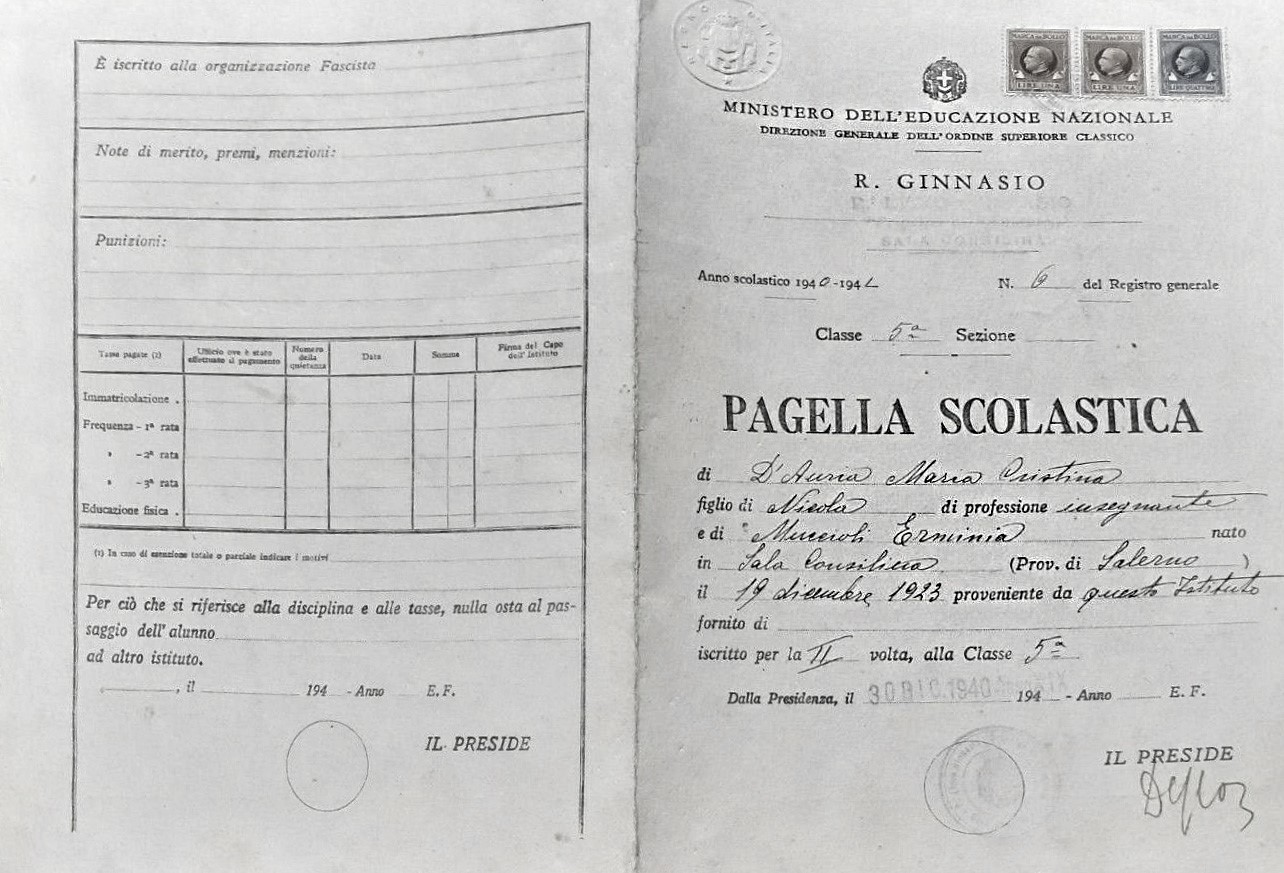 È iscritto alla organizzazione Fascista
Note di merito, premi, menzioni:
Punizioni:
Tasse pagate (1)
Ufficio ove è stato effettuato il pagamento
Numero della quietanza
Data
Somma
Firma del Capo dell'Istituto
Immatricolazione .
Frequenza - 1ª rata
» - 2ª rata
» - 3ª rata
Educazione fisica .
(1) In caso di esenzione totale o parziale indicare i motivi
Per ciò che si riferisce alla disciplina e alle tasse, nulla osta al pas-
saggio dell'alunno
ad altro istituto.
, il 194 - Anno E. F.
IL PRESIDE
REGNO D'ITALIA
MARCA DA BOLLO LIRE UNA
MARCA DA BOLLO LIRE UNA
MARCA DA BOLLO LIRE QUATTRO
MINISTERO DELL'EDUCAZIONE NAZIONALE
DIREZIONE GENERALE DELL'ORDINE SUPERIORE CLASSICO
R. GINNASIO
SALA CONSILINA
Anno scolastico 1940-1941 N. 6 del Registro generale
Classe 5ª Sezione
PAGELLA SCOLASTICA
di D'Auria Maria Cristina
figlio di Nicola di professione insegnante
e di Erminia nato
in Sala Consilina (Prov. di Salerno )
il 19 dicembre 1923 proveniente da questo Istituto
fornito di
iscritto per la II volta, alla Classe 5ª
Dalla Presidenza, il 30 DIC. 1940 194 - Anno E. F.
IL PRESIDE